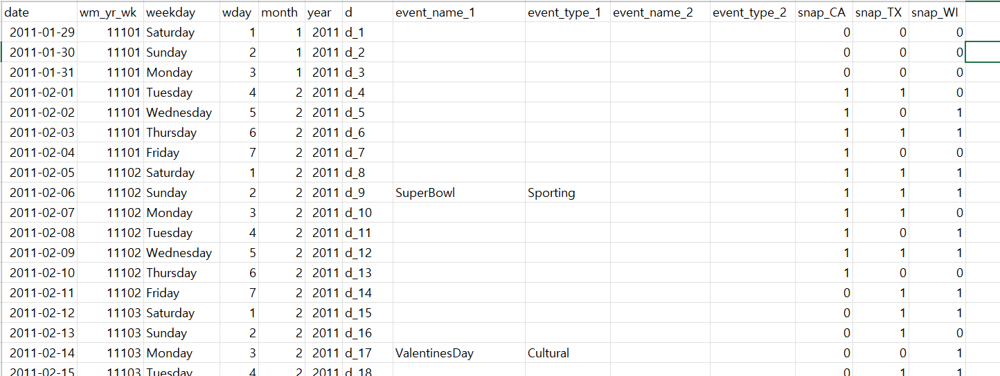 date wm_yr_wk weekday wday month year d event_name_1 event_type_1 event_name_2 event_type_2 snap_CA snap_TX snap_WI
2011-01-29 11101 Saturday 1 1 2011 d_1 0 0 0
2011-01-30 11101 Sunday 2 1 2011 d_2 0 0 0
2011-01-31 11101 Monday 3 1 2011 d_3 0 0 0
2011-02-01 11101 Tuesday 4 2 2011 d_4 1 1 0
2011-02-02 11101 Wednesday 5 2 2011 d_5 1 0 1
2011-02-03 11101 Thursday 6 2 2011 d_6 1 1 1
2011-02-04 11101 Friday 7 2 2011 d_7 1 0 0
2011-02-05 11102 Saturday 1 2 2011 d_8 1 1 1
2011-02-06 11102 Sunday 2 2 2011 d_9 SuperBowl Sporting 1 1 1
2011-02-07 11102 Monday 3 2 2011 d_10 1 1 0
2011-02-08 11102 Tuesday 4 2 2011 d_11 1 0 1
2011-02-09 11102 Wednesday 5 2 2011 d_12 1 1 1
2011-02-10 11102 Thursday 6 2 2011 d_13 1 0 0
2011-02-11 11102 Friday 7 2 2011 d_14 0 1 1
2011-02-12 11103 Saturday 1 2 2011 d_15 0 1 1
2011-02-13 11103 Sunday 2 2 2011 d_16 0 1 0
2011-02-14 11103 Monday 3 2 2011 d_17 ValentinesDay Cultural 0 0 1
2011-02-15 11103 Tuesday 4 2 2011 d_18 0 1 1